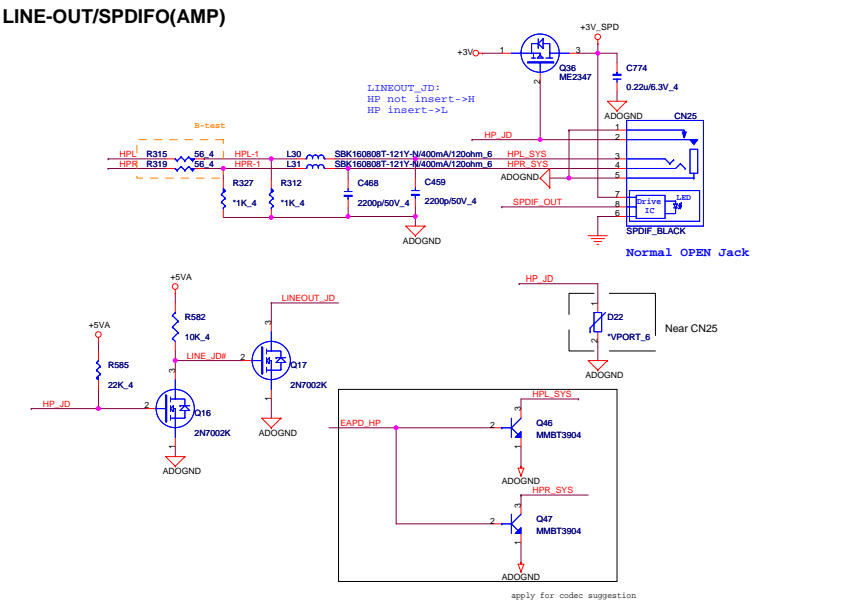 LINE-OUT/SPDIFO(AMP)
+3V_SPD
+3V
1
3
2
Q36
ME2347
C774
0.22u/6.3V_4
ADOGND
LINEOUT_JD:
HP not insert->H
HP insert->L
B-test
CN25
HP_JD
1
2
HPL
R315
56_4
HPL-1
L30
SBK160808T-121Y-N/400mA/120ohm_6
HPL_SYS
3
HPR
R319
56_4
HPR-1
L31
SBK160808T-121Y-N/400mA/120ohm_6
HPR_SYS
4
ADOGND
5
R327
*1K_4
R312
*1K_4
C468
2200p/50V_4
C459
2200p/50V_4
ADOGND
7
SPDIF_OUT
8
6
Drive
IC
LED
SPDIF_BLACK
Normal OPEN Jack
+5VA
R582
10K_4
LINEOUT_JD
+5VA
R585
22K_4
LINE_JD#
2
3
1
Q17
2N7002K
ADOGND
HP_JD
2
3
1
Q16
2N7002K
ADOGND
HP_JD
1
2
D22
*VPORT_6
Near CN25
ADOGND
EAPD_HP
HPL_SYS
2
3
1
Q46
MMBT3904
ADOGND
HPR_SYS
2
3
1
Q47
MMBT3904
ADOGND
apply for codec suggestion